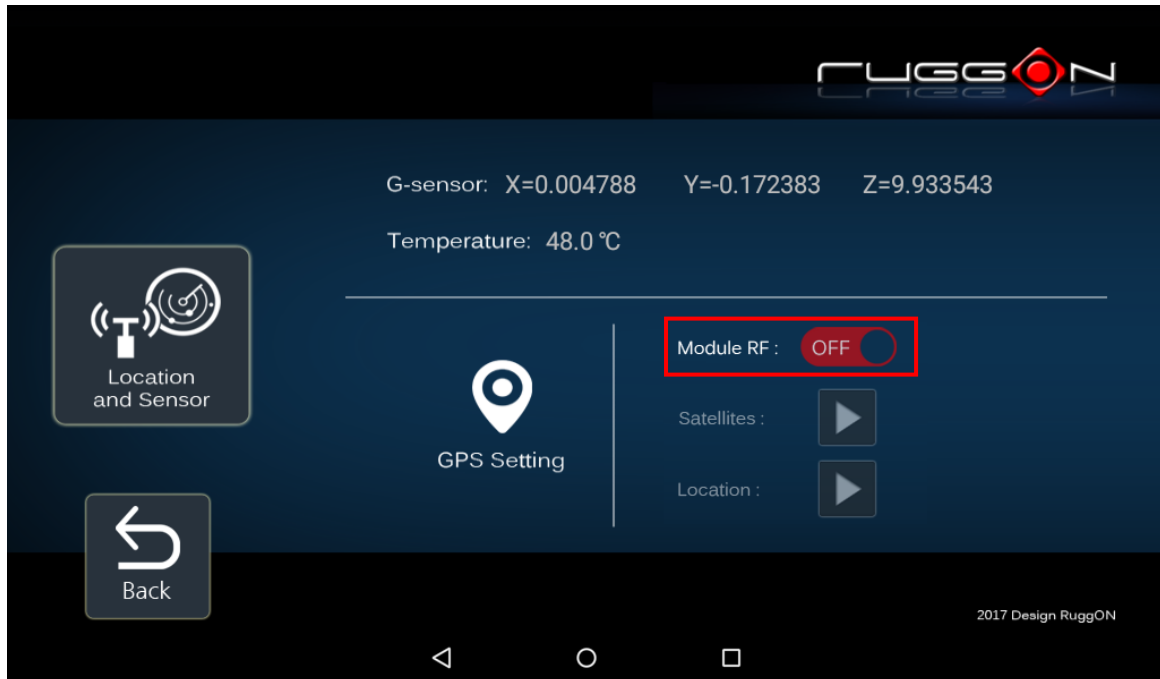 RUGGON
G-sensor: X=0.004788 Y=-0.172383 Z=9.933543
Temperature: 48.0 ℃
Location
and Sensor
Module RF : OFF
Satellites :
GPS Setting
Location :
Back
2017 Design RuggON